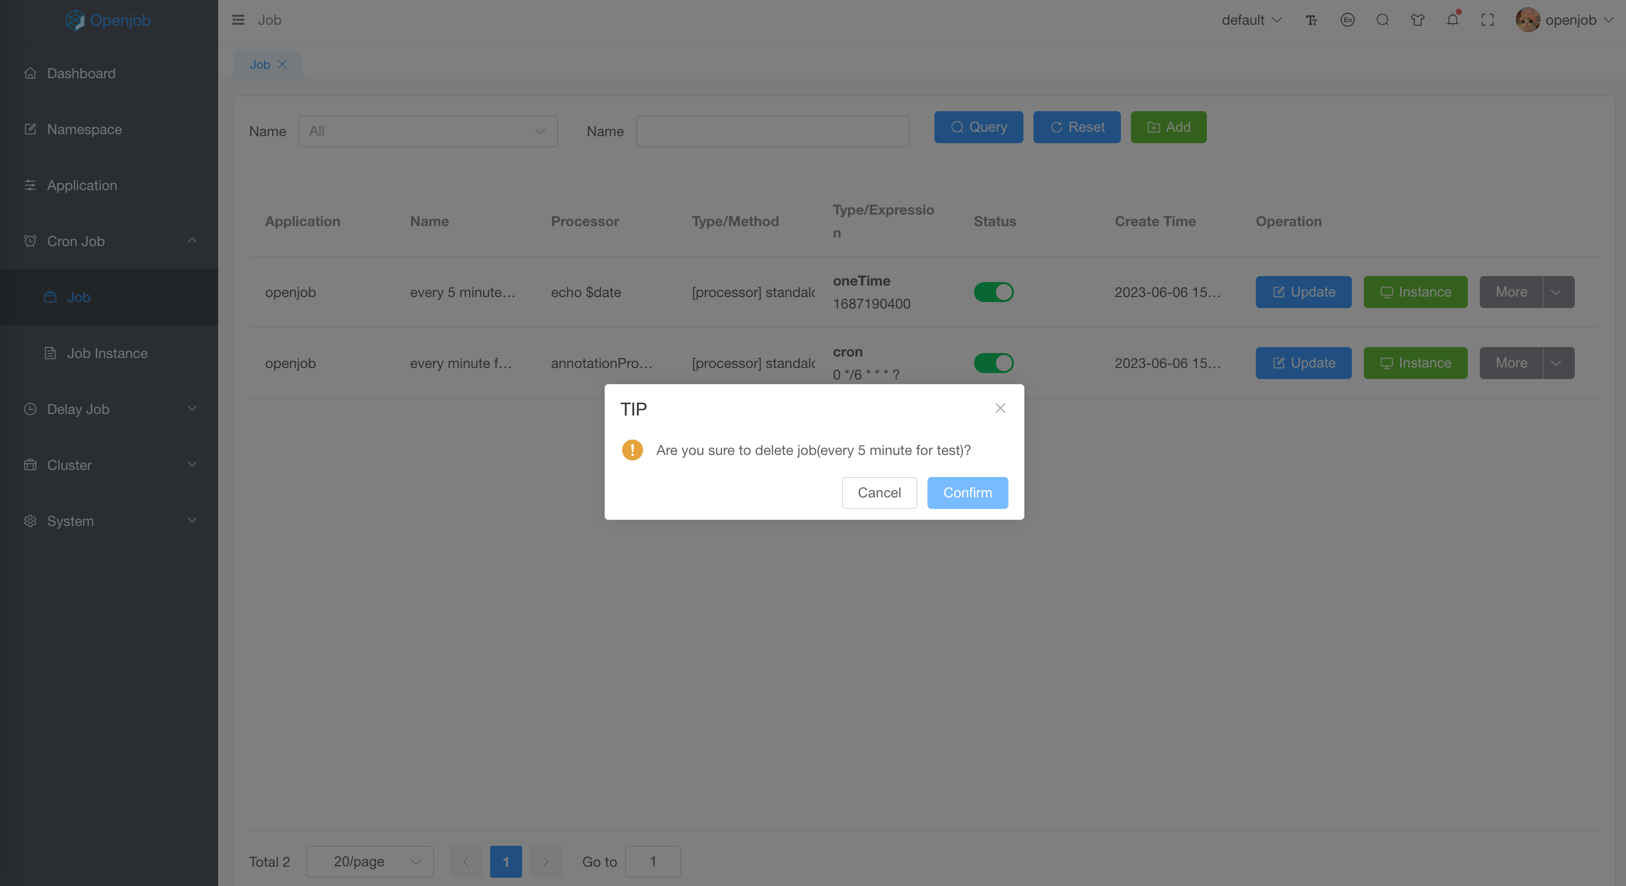 Openjob
Job
default
En
openjob
Job
Dashboard
Namespace
Application
Cron Job
Job
Job Instance
Delay Job
Cluster
System
Name
All
Name
Query
Reset
Add
Application
Name
Processor
Type/Method
Type/Expressio
n
Status
Create Time
Operation
openjob
every 5 minute...
echo $date
[processor] standalo
oneTime
1687190400
2023-06-06 15...
Update
Instance
More
openjob
every minute f...
annotationPro...
[processor] standalo
cron
0 */6 * * * ?
2023-06-06 15...
Update
Instance
More
TIP
Are you sure to delete job(every 5 minute for test)?
Cancel
Confirm
Total 2
20/page
1
Go to
1